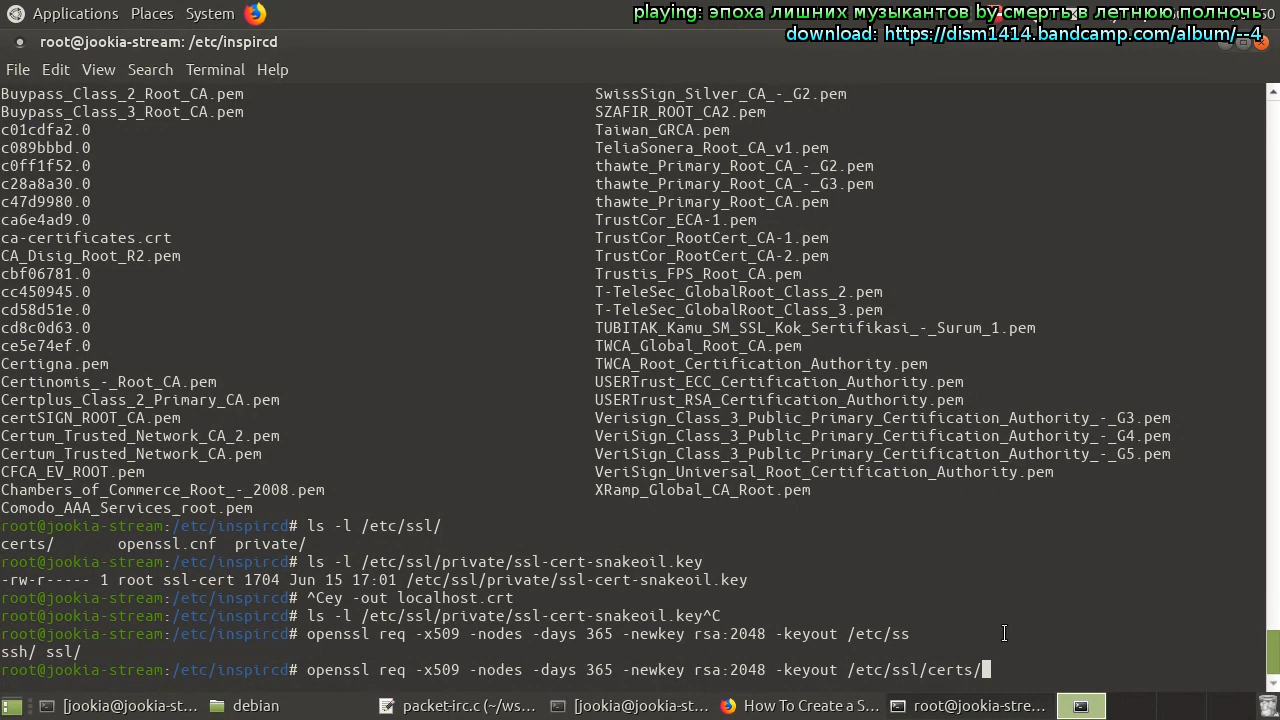 Applications Places System
playing: эпоха лишних музыкантов by смерть в летнюю полночь
download: https://dism1414.bandcamp.com/album/--4
root@jookia-stream: /etc/inspircd
File Edit View Search Terminal Help
Buypass_Class_2_Root_CA.pem SwissSign_Silver_CA_-_G2.pem
Buypass_Class_3_Root_CA.pem SZAFIR_ROOT_CA2.pem
c01cdfa2.0 Taiwan_GRCA.pem
c089bbbd.0 TeliaSonera_Root_CA_v1.pem
c0ff1f52.0 thawte_Primary_Root_CA_-_G2.pem
c28a8a30.0 thawte_Primary_Root_CA_-_G3.pem
c47d9980.0 thawte_Primary_Root_CA.pem
ca6e4ad9.0 TrustCor_ECA-1.pem
ca-certificates.crt TrustCor_RootCert_CA-1.pem
CA_Disig_Root_R2.pem TrustCor_RootCert_CA-2.pem
cbf06781.0 Trustis_FPS_Root_CA.pem
cc450945.0 T-TeleSec_GlobalRoot_Class_2.pem
cd58d51e.0 T-TeleSec_GlobalRoot_Class_3.pem
cd8c0d63.0 TUBITAK_Kamu_SM_SSL_Kok_Sertifikasi_-_Surum_1.pem
ce5e74ef.0 TWCA_Global_Root_CA.pem
Certigna.pem TWCA_Root_Certification_Authority.pem
Certinomis_-_Root_CA.pem USERTrust_ECC_Certification_Authority.pem
Certplus_Class_2_Primary_CA.pem USERTrust_RSA_Certification_Authority.pem
certSIGN_ROOT_CA.pem Verisign_Class_3_Public_Primary_Certification_Authority_-_G3.pem
Certum_Trusted_Network_CA_2.pem VeriSign_Class_3_Public_Primary_Certification_Authority_-_G4.pem
Certum_Trusted_Network_CA.pem VeriSign_Class_3_Public_Primary_Certification_Authority_-_G5.pem
CFCA_EV_ROOT.pem VeriSign_Universal_Root_Certification_Authority.pem
Chambers_of_Commerce_Root_-_2008.pem XRamp_Global_CA_Root.pem
Comodo_AAA_Services_root.pem
root@jookia-stream:/etc/inspircd# ls -l /etc/ssl/
certs/ openssl.cnf private/
root@jookia-stream:/etc/inspircd# ls -l /etc/ssl/private/ssl-cert-snakeoil.key
-rw-r----- 1 root ssl-cert 1704 Jun 15 17:01 /etc/ssl/private/ssl-cert-snakeoil.key
root@jookia-stream:/etc/inspircd# ^Cey -out localhost.crt
root@jookia-stream:/etc/inspircd# ls -l /etc/ssl/private/ssl-cert-snakeoil.key^C
root@jookia-stream:/etc/inspircd# openssl req -x509 -nodes -days 365 -newkey rsa:2048 -keyout /etc/ss
ssh/ ssl/
root@jookia-stream:/etc/inspircd# openssl req -x509 -nodes -days 365 -newkey rsa:2048 -keyout /etc/ssl/certs/
[jookia@jookia-st... debian packet-irc.c (~/ws... [jookia@jookia-st... How To Create a S... root@jookia-stre...